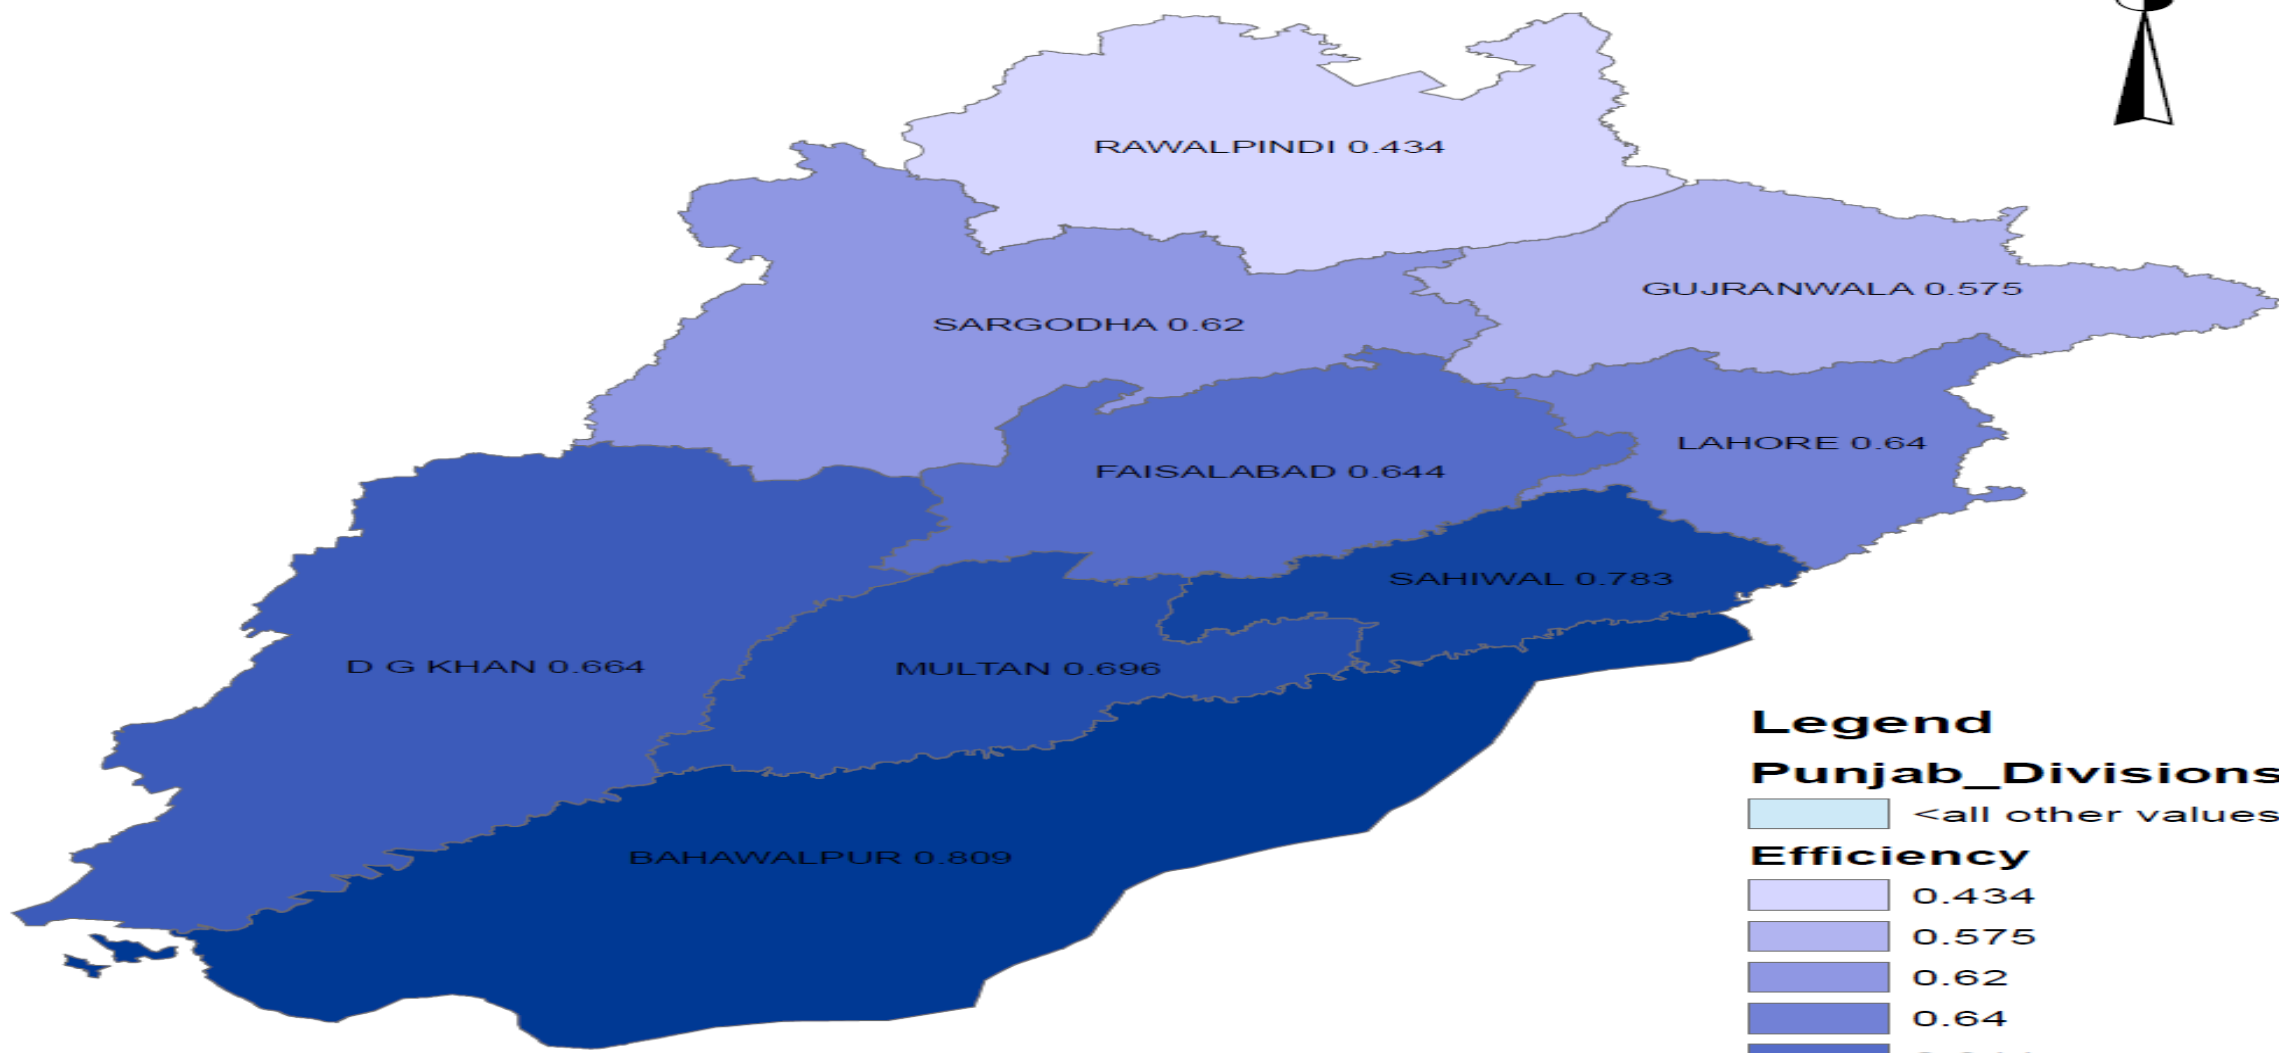 RAWALPINDI 0.434
GUJRANWALA 0.575
SARGODHA 0.62
LAHORE 0.64
FAISALABAD 0.644
SAHIWAL 0.783
D G KHAN 0.664
MULTAN 0.696
BAHAWALPUR 0.809
Legend
Punjab_Divisions
<all other values
Efficiency
0.434
0.575
0.62
0.64